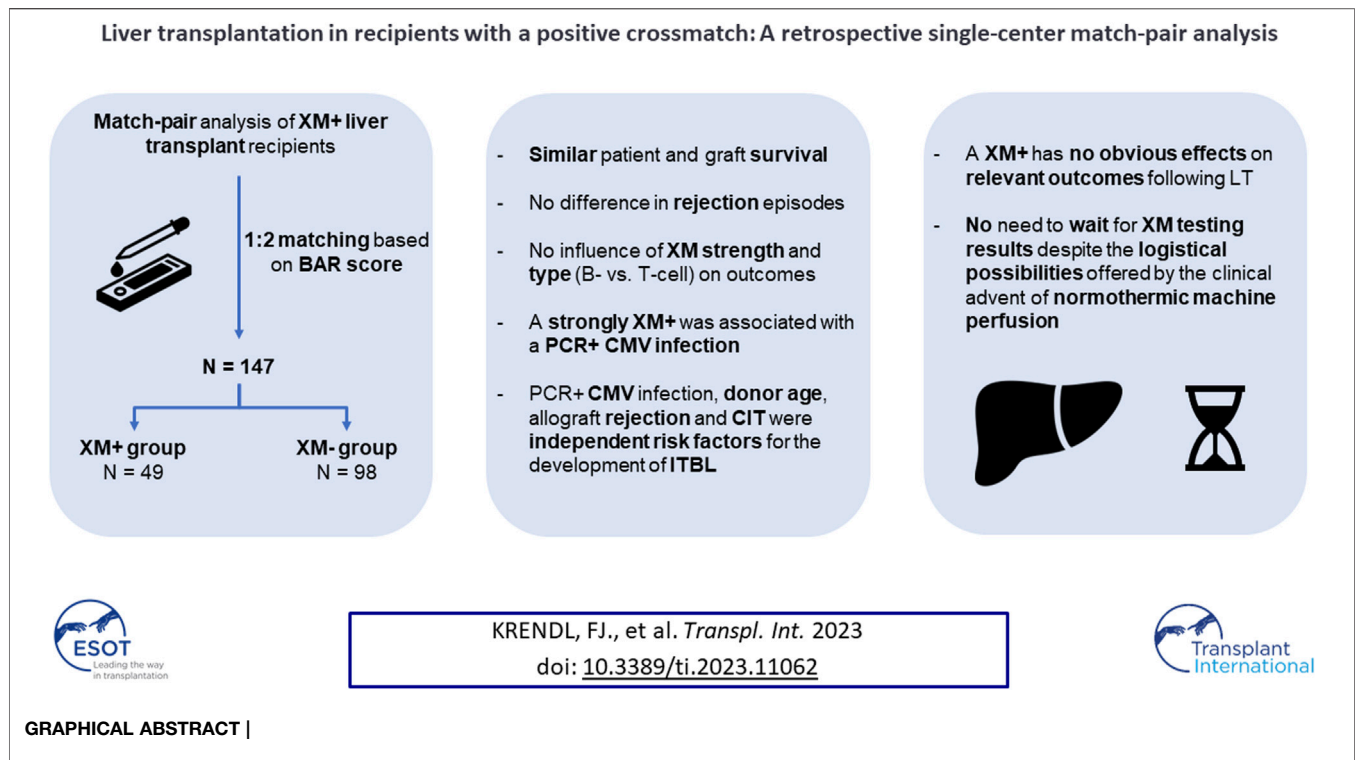 Liver transplantation in recipients with a positive crossmatch: A retrospective single-center match-pair analysis
Match-pair analysis of XM+ liver
transplant recipients
1:2 matching based
on BAR score
N = 147
XM+ group
N = 49
XM- group
N = 98
- Similar patient and graft survival
- No difference in rejection episodes
- No influence of XM strength and
type (B- vs. T-cell) on outcomes
- A strongly XM+ was associated with
a PCR+ CMV infection
- PCR+ CMV infection, donor age,
allograft rejection and CIT were
independent risk factors for the
development of ITBL
- A XM+ has no obvious effects on
relevant outcomes following LT
- No need to wait for XM testing
results despite the logistical
possibilities offered by the clinical
advent of normothermic machine
perfusion
ESOT
Leading the way
in transplantation
KRENDL, FJ., et al. Transpl. Int. 2023
doi: 10.3389/ti.2023.11062
Transplant
International
GRAPHICAL ABSTRACT |